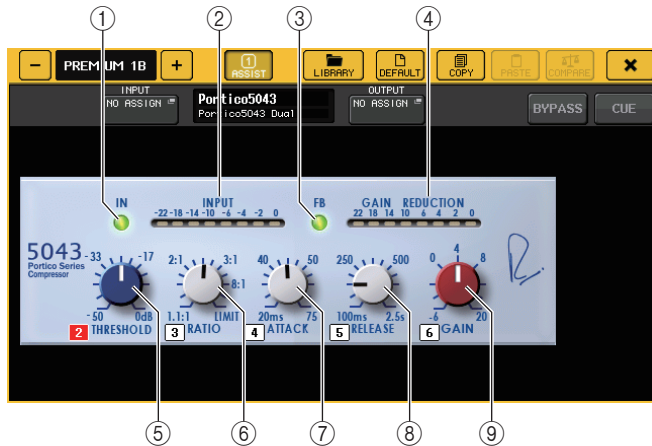 ① ② ③ ④
− PREMIUM 1B + 1 ASSIST LIBRARY DEFAULT COPY PASTE COMPARE ×
INPUT
NO ASSIGN
Portico5043
Portico5043 Dual
OUTPUT
NO ASSIGN
BYPASS CUE
IN INPUT FB GAIN REDUCTION
-22 -18 -14 -10 -6 -4 -2 0 22 18 14 10 6 4 2 0
5043
Portico Series
Compressor
-33 -17 2:1 3:1 40 50 250 500 0 4 8
8:1
-50 0dB 1.1:1 LIMIT 20ms 75 100ms 2.5s -6 20
2 THRESHOLD 3 RATIO 4 ATTACK 5 RELEASE 6 GAIN
⑤ ⑥ ⑦ ⑧ ⑨